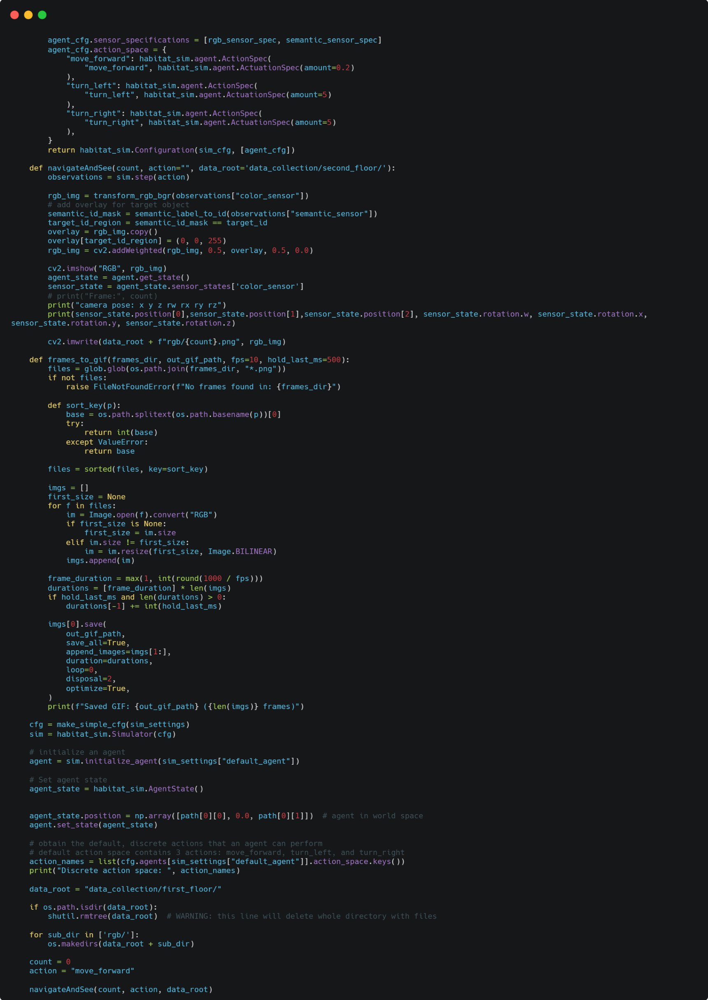 agent_cfg.sensor_specifications = [rgb_sensor_spec, semantic_sensor_spec]
        agent_cfg.action_space = {
            "move_forward": habitat_sim.agent.ActionSpec(
                "move_forward", habitat_sim.agent.ActuationSpec(amount=0.2)
            ),
            "turn_left": habitat_sim.agent.ActionSpec(
                "turn_left", habitat_sim.agent.ActuationSpec(amount=5)
            ),
            "turn_right": habitat_sim.agent.ActionSpec(
                "turn_right", habitat_sim.agent.ActuationSpec(amount=5)
            ),
        }
        return habitat_sim.Configuration(sim_cfg, [agent_cfg])

    def navigateAndSee(count, action="", data_root='data_collection/second_floor/'):
        observations = sim.step(action)

        rgb_img = transform_rgb_bgr(observations["color_sensor"])
        # add overlay for target object
        semantic_id_mask = semantic_label_to_id(observations["semantic_sensor"])
        target_id_region = semantic_id_mask == target_id
        overlay = rgb_img.copy()
        overlay[target_id_region] = (0, 0, 255)
        rgb_img = cv2.addWeighted(rgb_img, 0.5, overlay, 0.5, 0.0)

        cv2.imshow("RGB", rgb_img)
        agent_state = agent.get_state()
        sensor_state = agent_state.sensor_states['color_sensor']
        # print("Frame:", count)
        print("camera pose: x y z rw rx ry rz")
        print(sensor_state.position[0],sensor_state.position[1],sensor_state.position[2], sensor_state.rotation.w, sensor_state.rotation.x,
sensor_state.rotation.y, sensor_state.rotation.z)

        cv2.imwrite(data_root + f"rgb/{count}.png", rgb_img)

    def frames_to_gif(frames_dir, out_gif_path, fps=10, hold_last_ms=500):
        files = glob.glob(os.path.join(frames_dir, "*.png"))
        if not files:
            raise FileNotFoundError(f"No frames found in: {frames_dir}")

        def sort_key(p):
            base = os.path.splitext(os.path.basename(p))[0]
            try:
                return int(base)
            except ValueError:
                return base

        files = sorted(files, key=sort_key)

        imgs = []
        first_size = None
        for f in files:
            im = Image.open(f).convert("RGB")
            if first_size is None:
                first_size = im.size
            elif im.size != first_size:
                im = im.resize(first_size, Image.BILINEAR)
            imgs.append(im)

        frame_duration = max(1, int(round(1000 / fps)))
        durations = [frame_duration] * len(imgs)
        if hold_last_ms and len(durations) > 0:
            durations[-1] += int(hold_last_ms)

        imgs[0].save(
            out_gif_path,
            save_all=True,
            append_images=imgs[1:],
            duration=durations,
            loop=0,
            disposal=2,
            optimize=True,
        )
        print(f"Saved GIF: {out_gif_path} ({len(imgs)} frames)")

    cfg = make_simple_cfg(sim_settings)
    sim = habitat_sim.Simulator(cfg)

    # initialize an agent
    agent = sim.initialize_agent(sim_settings["default_agent"])

    # Set agent state
    agent_state = habitat_sim.AgentState()


    agent_state.position = np.array([path[0][0], 0.0, path[0][1]])  # agent in world space
    agent.set_state(agent_state)

    # obtain the default, discrete actions that an agent can perform
    # default action space contains 3 actions: move_forward, turn_left, and turn_right
    action_names = list(cfg.agents[sim_settings["default_agent"]].action_space.keys())
    print("Discrete action space: ", action_names)

    data_root = "data_collection/first_floor/"

    if os.path.isdir(data_root):
        shutil.rmtree(data_root)  # WARNING: this line will delete whole directory with files

    for sub_dir in ['rgb/']:
        os.makedirs(data_root + sub_dir)

    count = 0
    action = "move_forward"

    navigateAndSee(count, action, data_root)